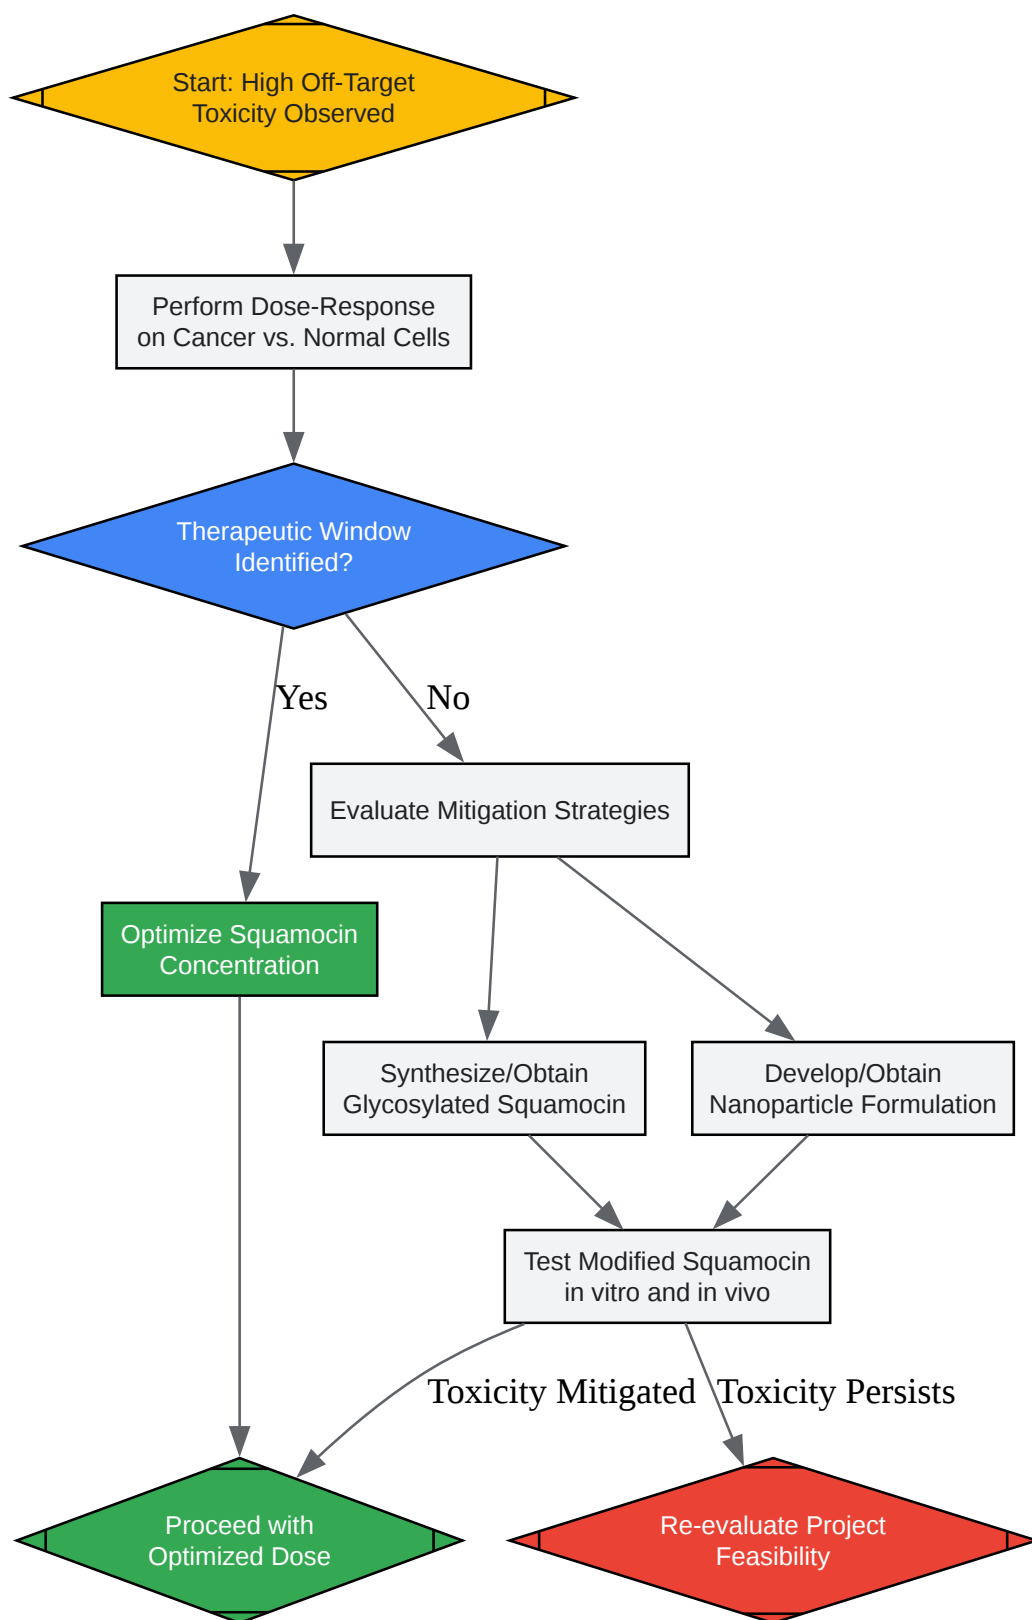 Start: High Off-Target
Toxicity Observed
Perform Dose-Response
on Cancer vs. Normal Cells
Therapeutic Window
Identified?
Yes
No
Evaluate Mitigation Strategies
Optimize Squamocin
Concentration
Synthesize/Obtain
Glycosylated Squamocin
Develop/Obtain
Nanoparticle Formulation
Test Modified Squamocin
in vitro and in vivo
Toxicity Mitigated
Toxicity Persists
Proceed with
Optimized Dose
Re-evaluate Project
Feasibility